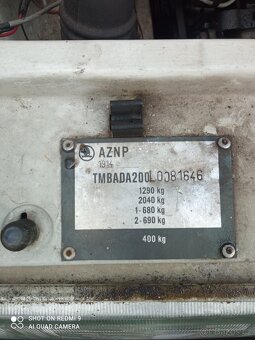 AZNP
1914
TMBADA200L0081646
1290 kg
2040 kg
1-680 kg
2-690 kg
400 kg
SHOT ON REDMI 9
AI QUAD CAMERA